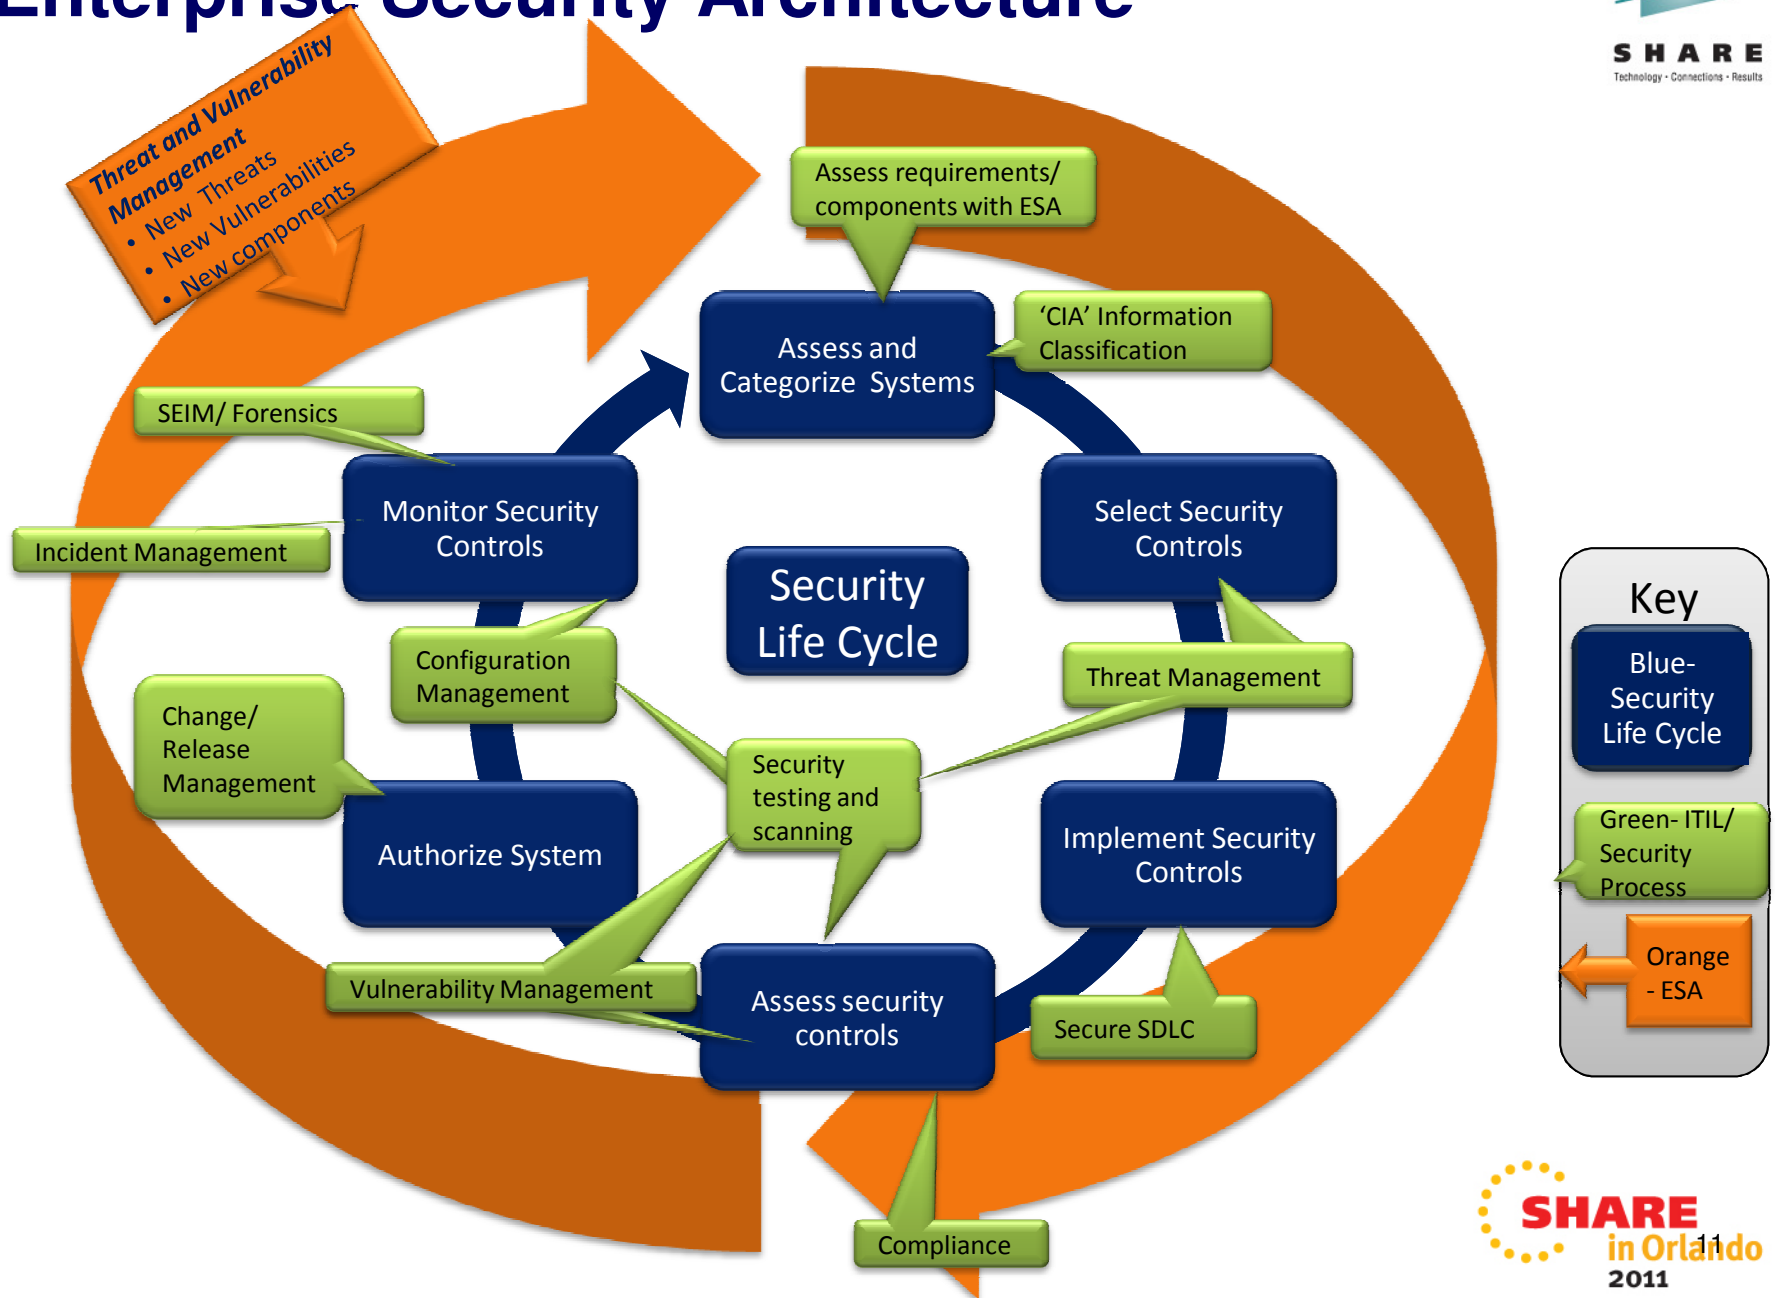 Enterprise Security Architecture
SHARE
Technology · Connections · Results
Threat and Vulnerability
Management
• New Threats
• New Vulnerabilities
• New components
Assess requirements/
components with ESA
'CIA' Information
Classification
Assess and
Categorize Systems
SEIM/ Forensics
Monitor Security
Controls
Select Security
Controls
Incident Management
Security
Life Cycle
Configuration
Management
Threat Management
Change/
Release
Management
Security
testing and
scanning
Authorize System
Implement Security
Controls
Vulnerability Management
Assess security
controls
Secure SDLC
Compliance
Key
Blue-
Security
Life Cycle
Green- ITIL/
Security
Process
Orange
- ESA
SHARE
in Orlando
11
2011